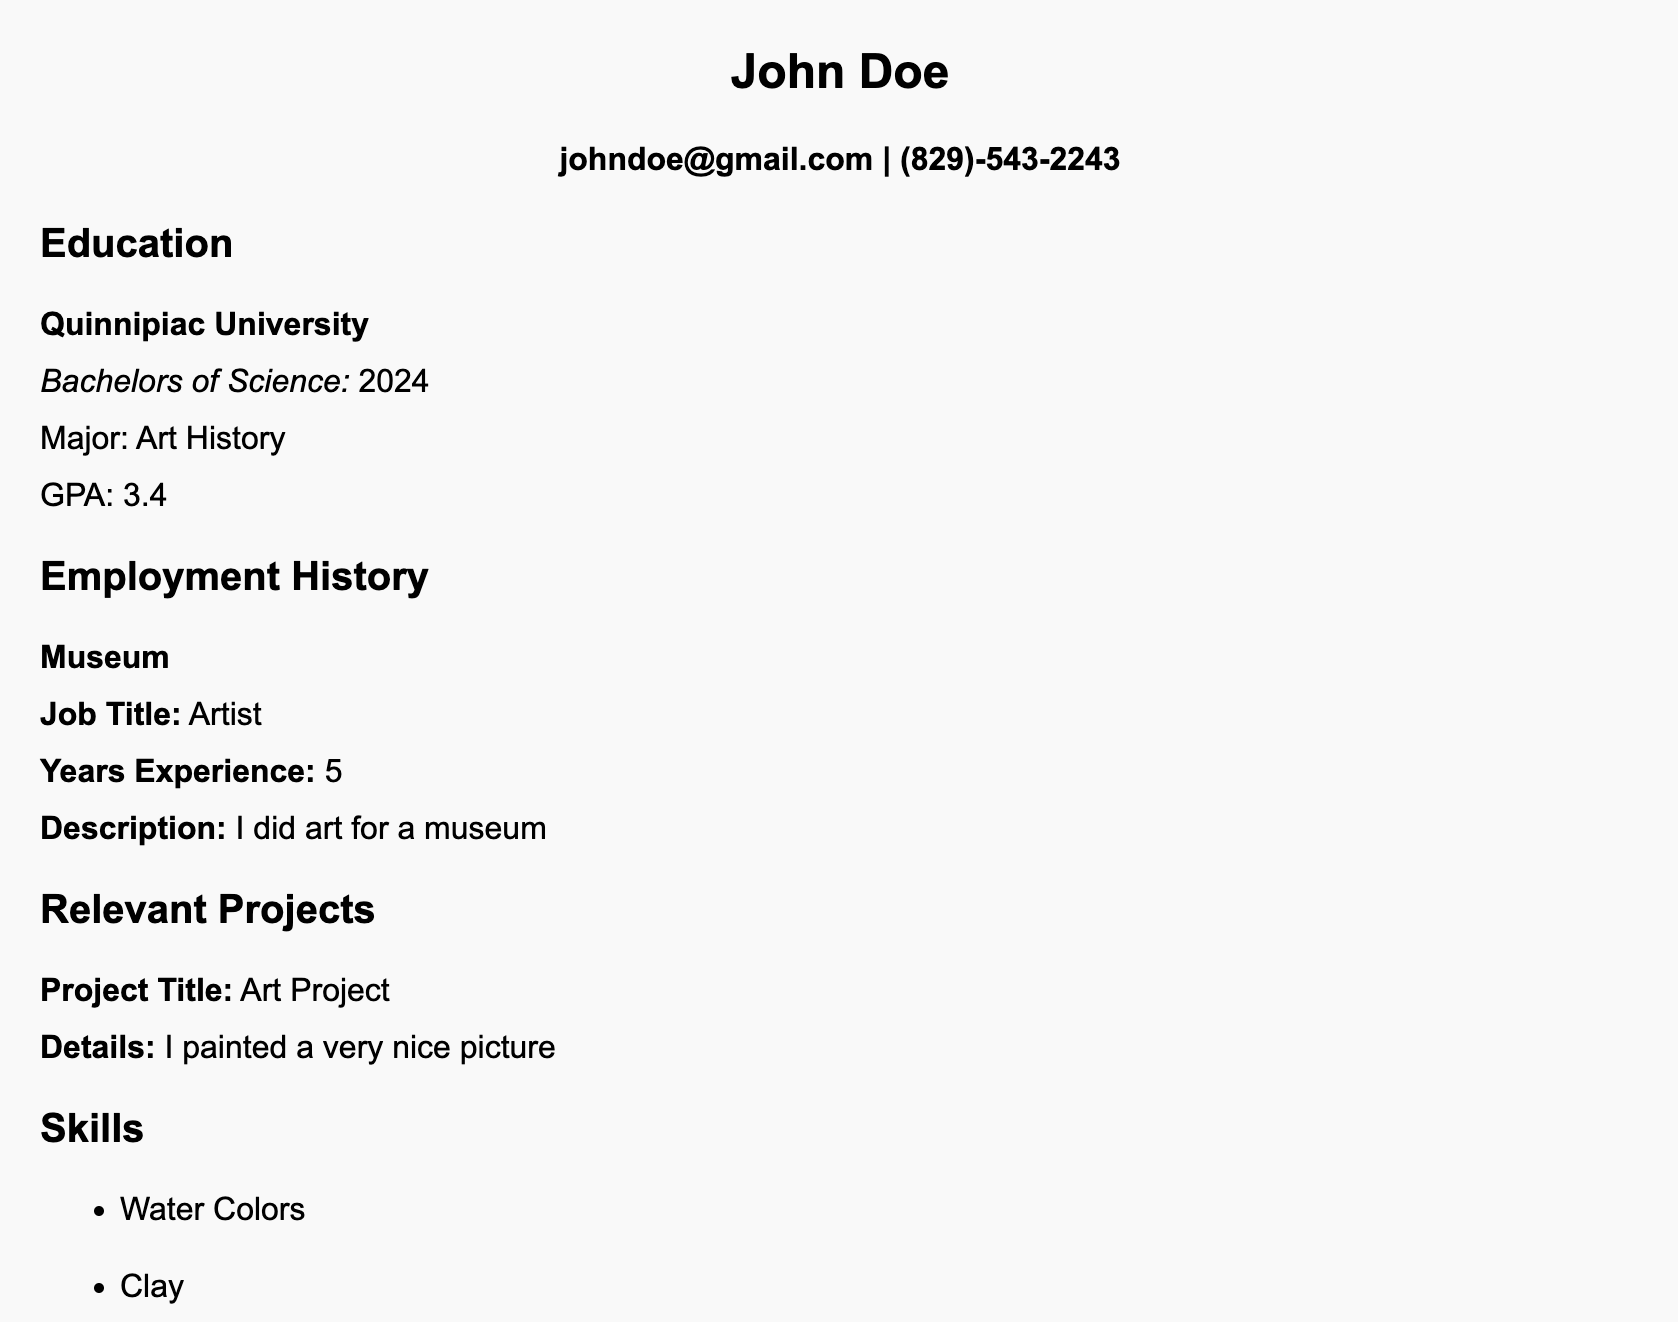 John Doe
johndoe@gmail.com | (829)-543-2243
Education
Quinnipiac University
Bachelors of Science: 2024
Major: Art History
GPA: 3.4
Employment History
Museum
Job Title: Artist
Years Experience: 5
Description: I did art for a museum
Relevant Projects
Project Title: Art Project
Details: I painted a very nice picture
Skills
• Water Colors
• Clay